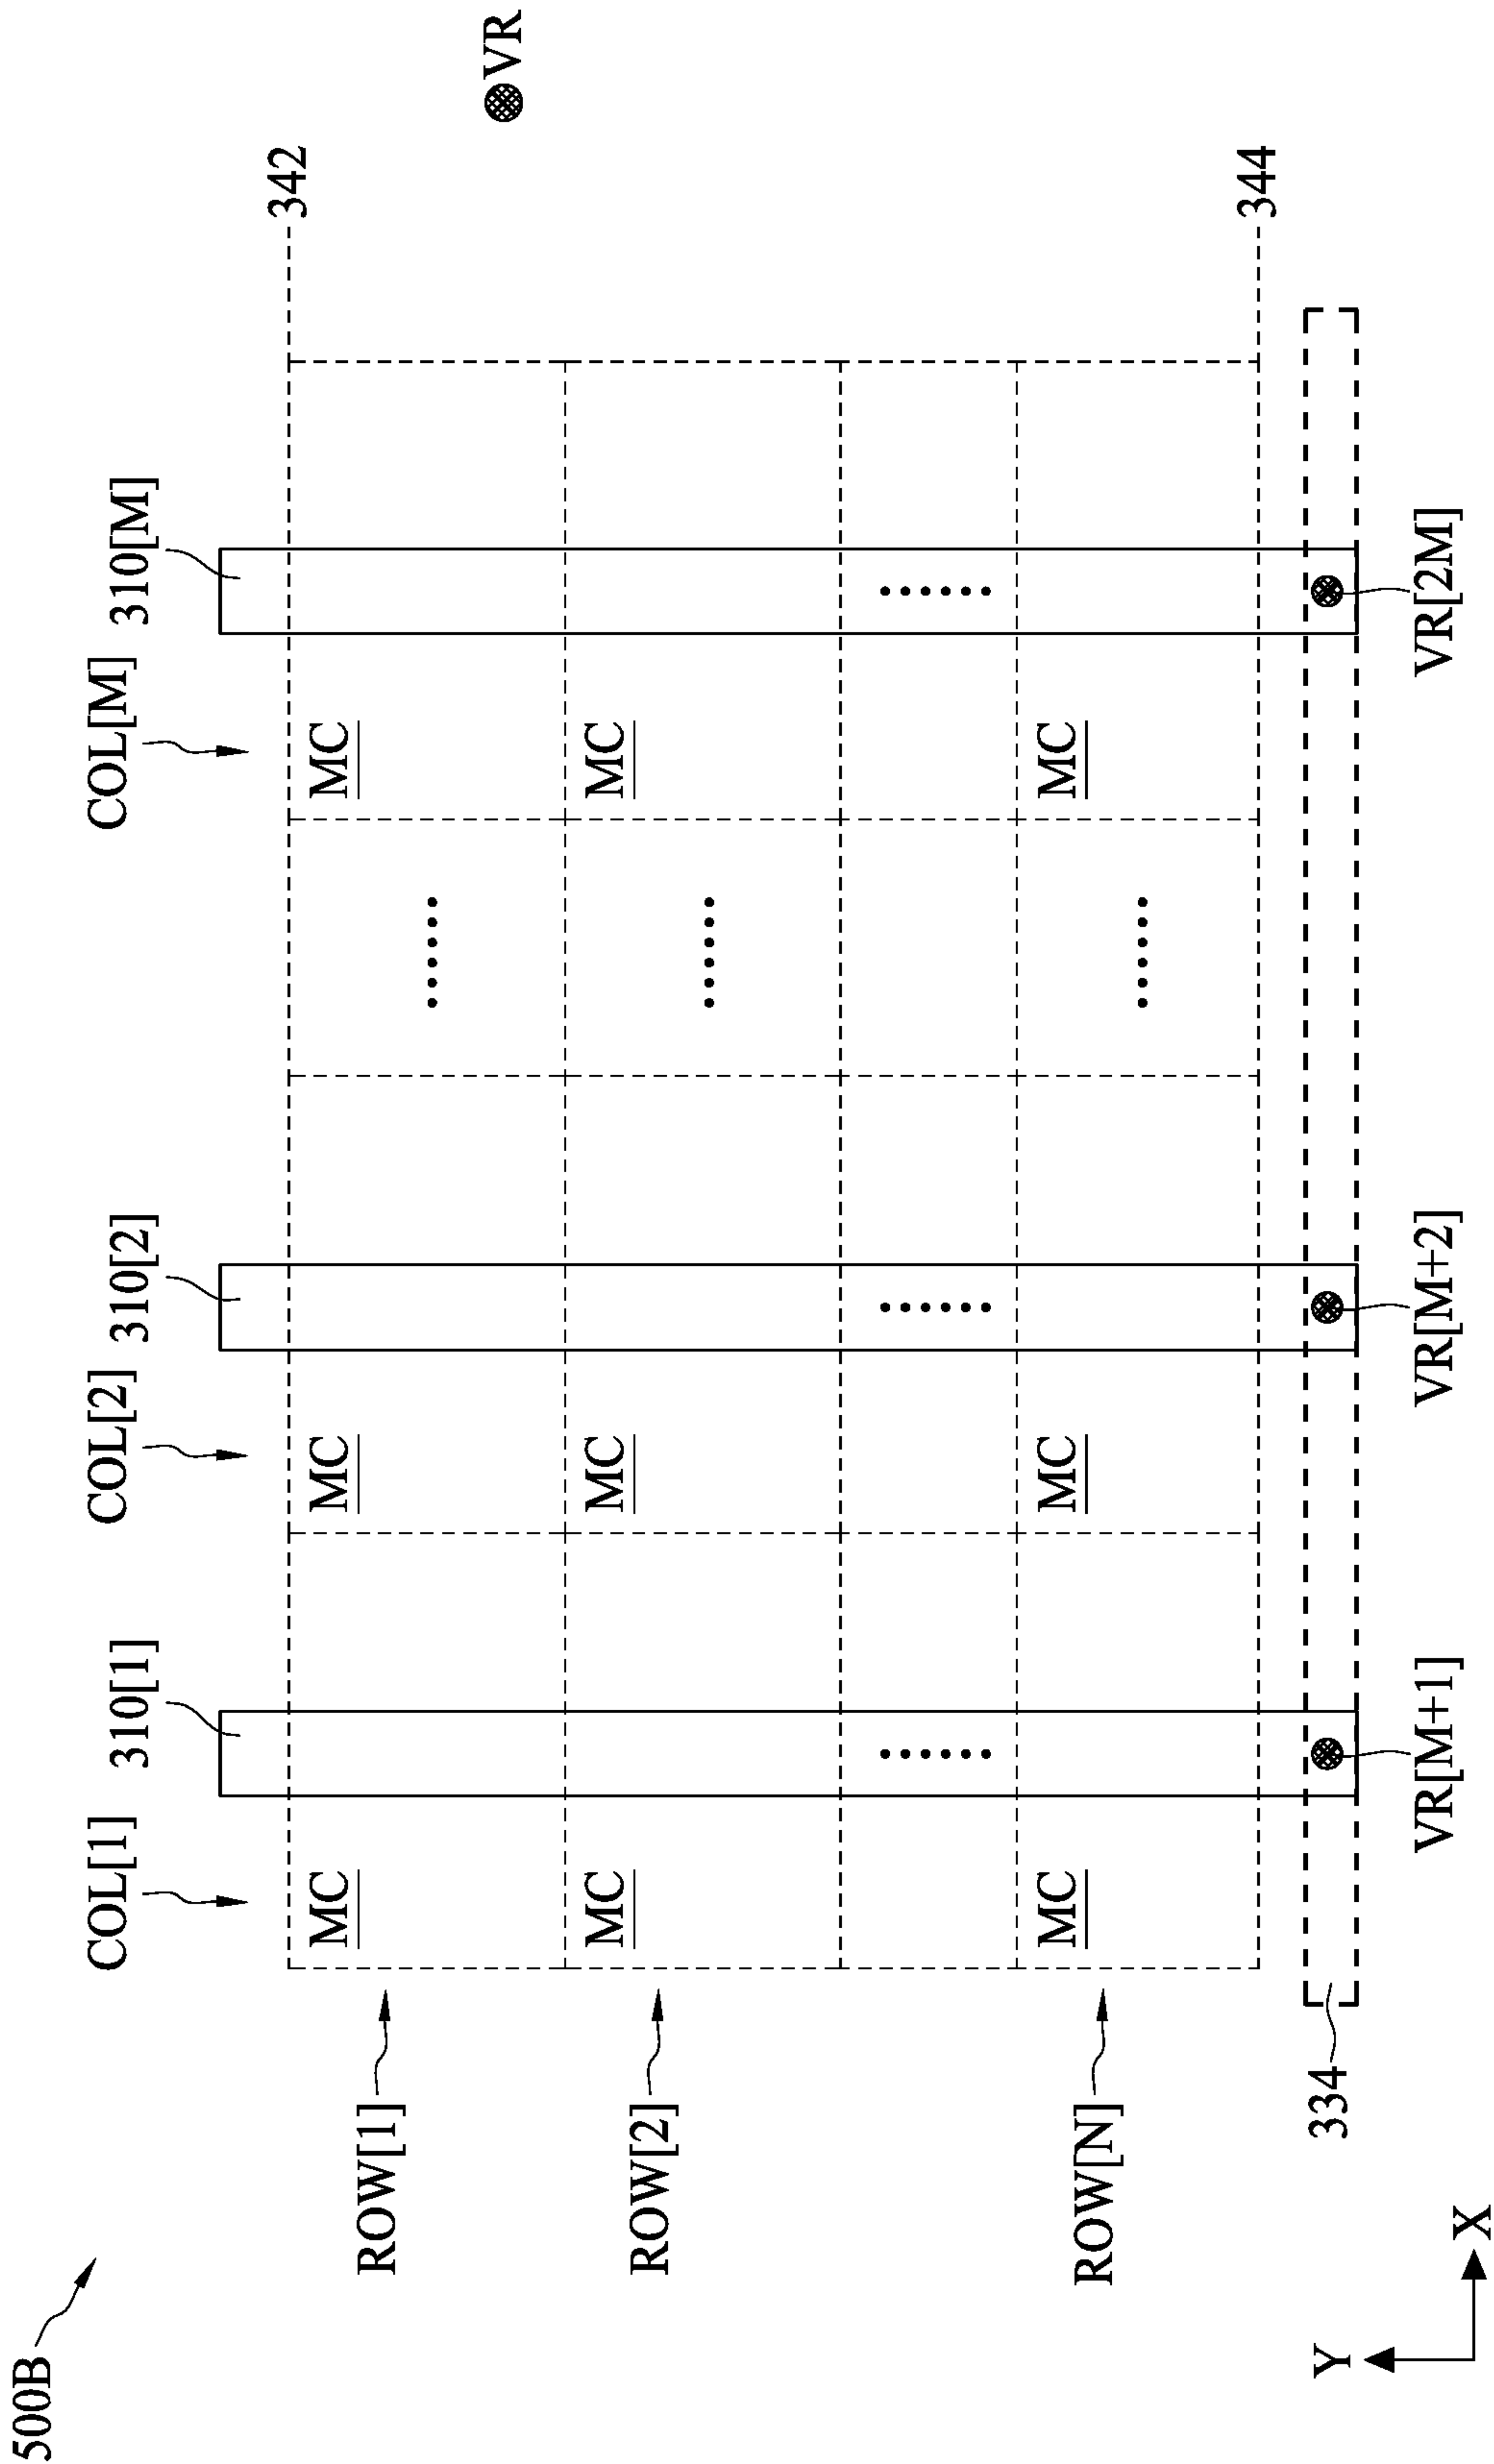 500B
COL[1] 310[1] COL[2] 310[2] COL[M] 310[M]
342
ROW[1] MC MC ...... MC
VR
ROW[2] MC MC ...... MC
...... ...... ......
ROW[N] MC MC ...... MC
344
334
VR[M+1] VR[M+2] VR[2M]
Y
X